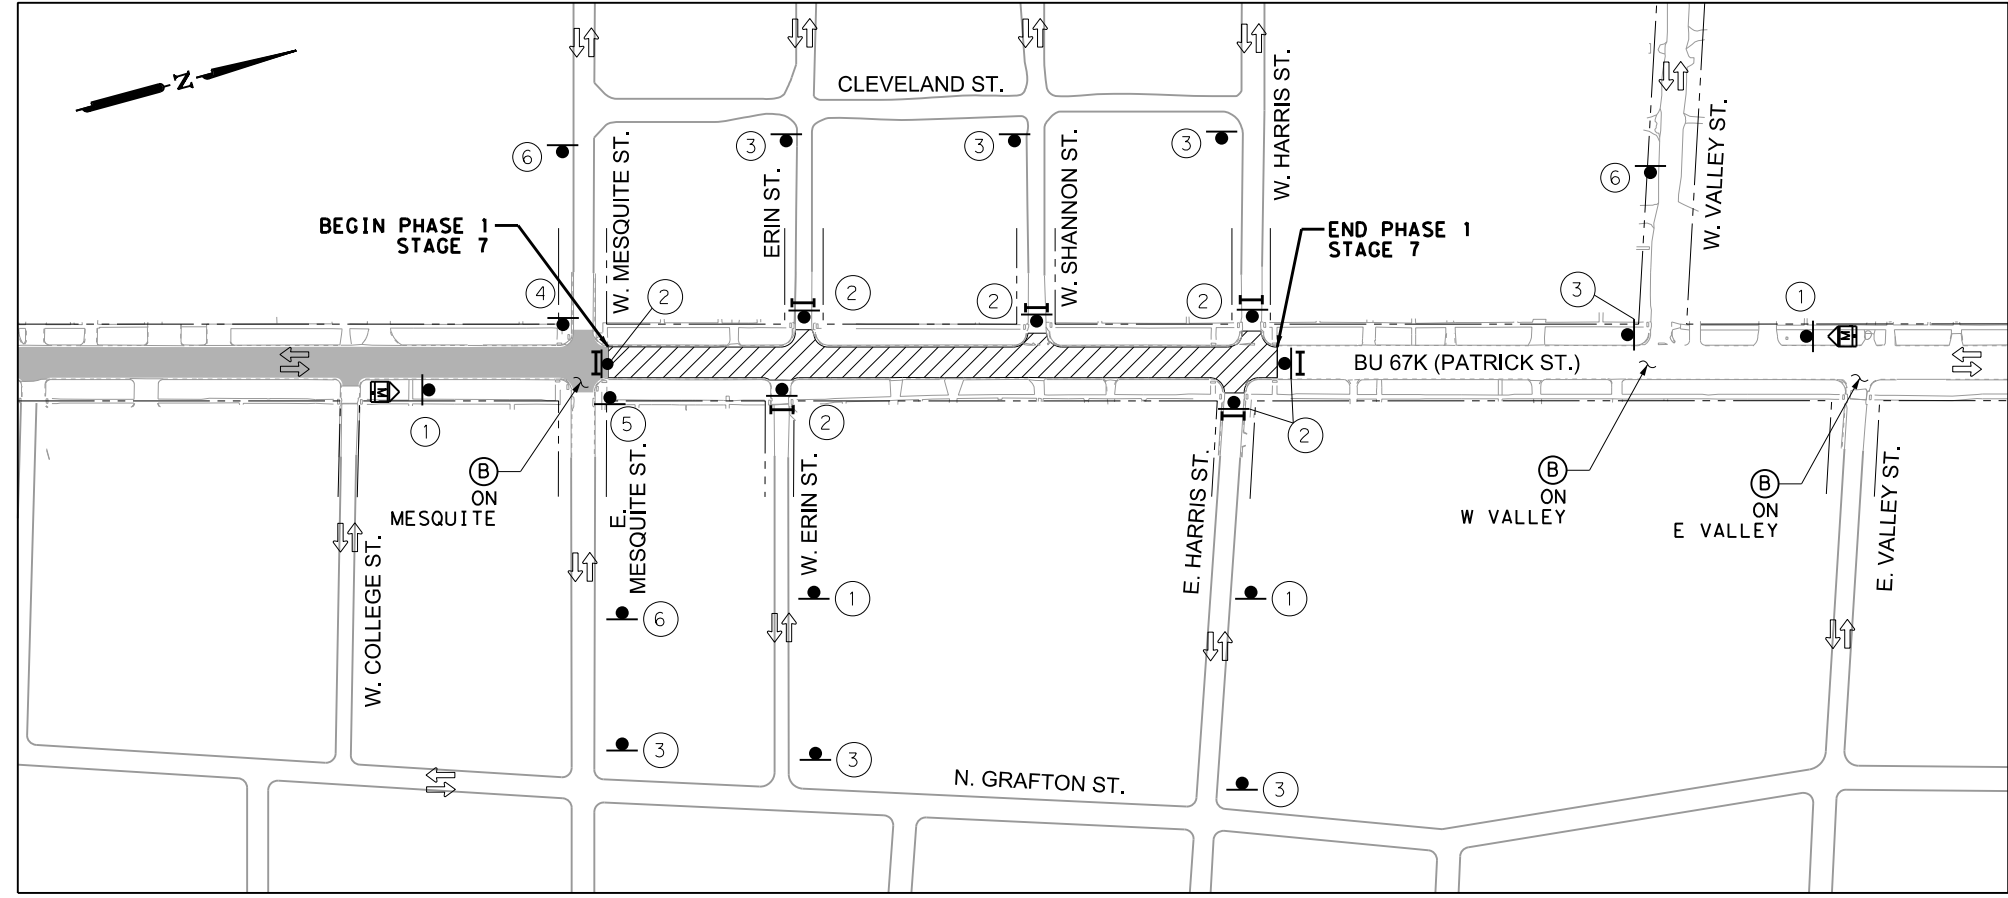 N
CLEVELAND ST.
W. MESQUITE ST.
ERIN ST.
W. SHANNON ST.
W. HARRIS ST.
W. VALLEY ST.
6
3
3
3
6
BEGIN PHASE 1
STAGE 7
END PHASE 1
STAGE 7
4
2
2
2
2
3
1
M
M
BU 67K (PATRICK ST.)
1
5
2
2
B
ON
MESQUITE
B
ON
W VALLEY
B
ON
E VALLEY
W. COLLEGE ST.
E.
MESQUITE ST.
W. ERIN ST.
E. HARRIS ST.
E. VALLEY ST.
6
1
1
3
3
3
N. GRAFTON ST.